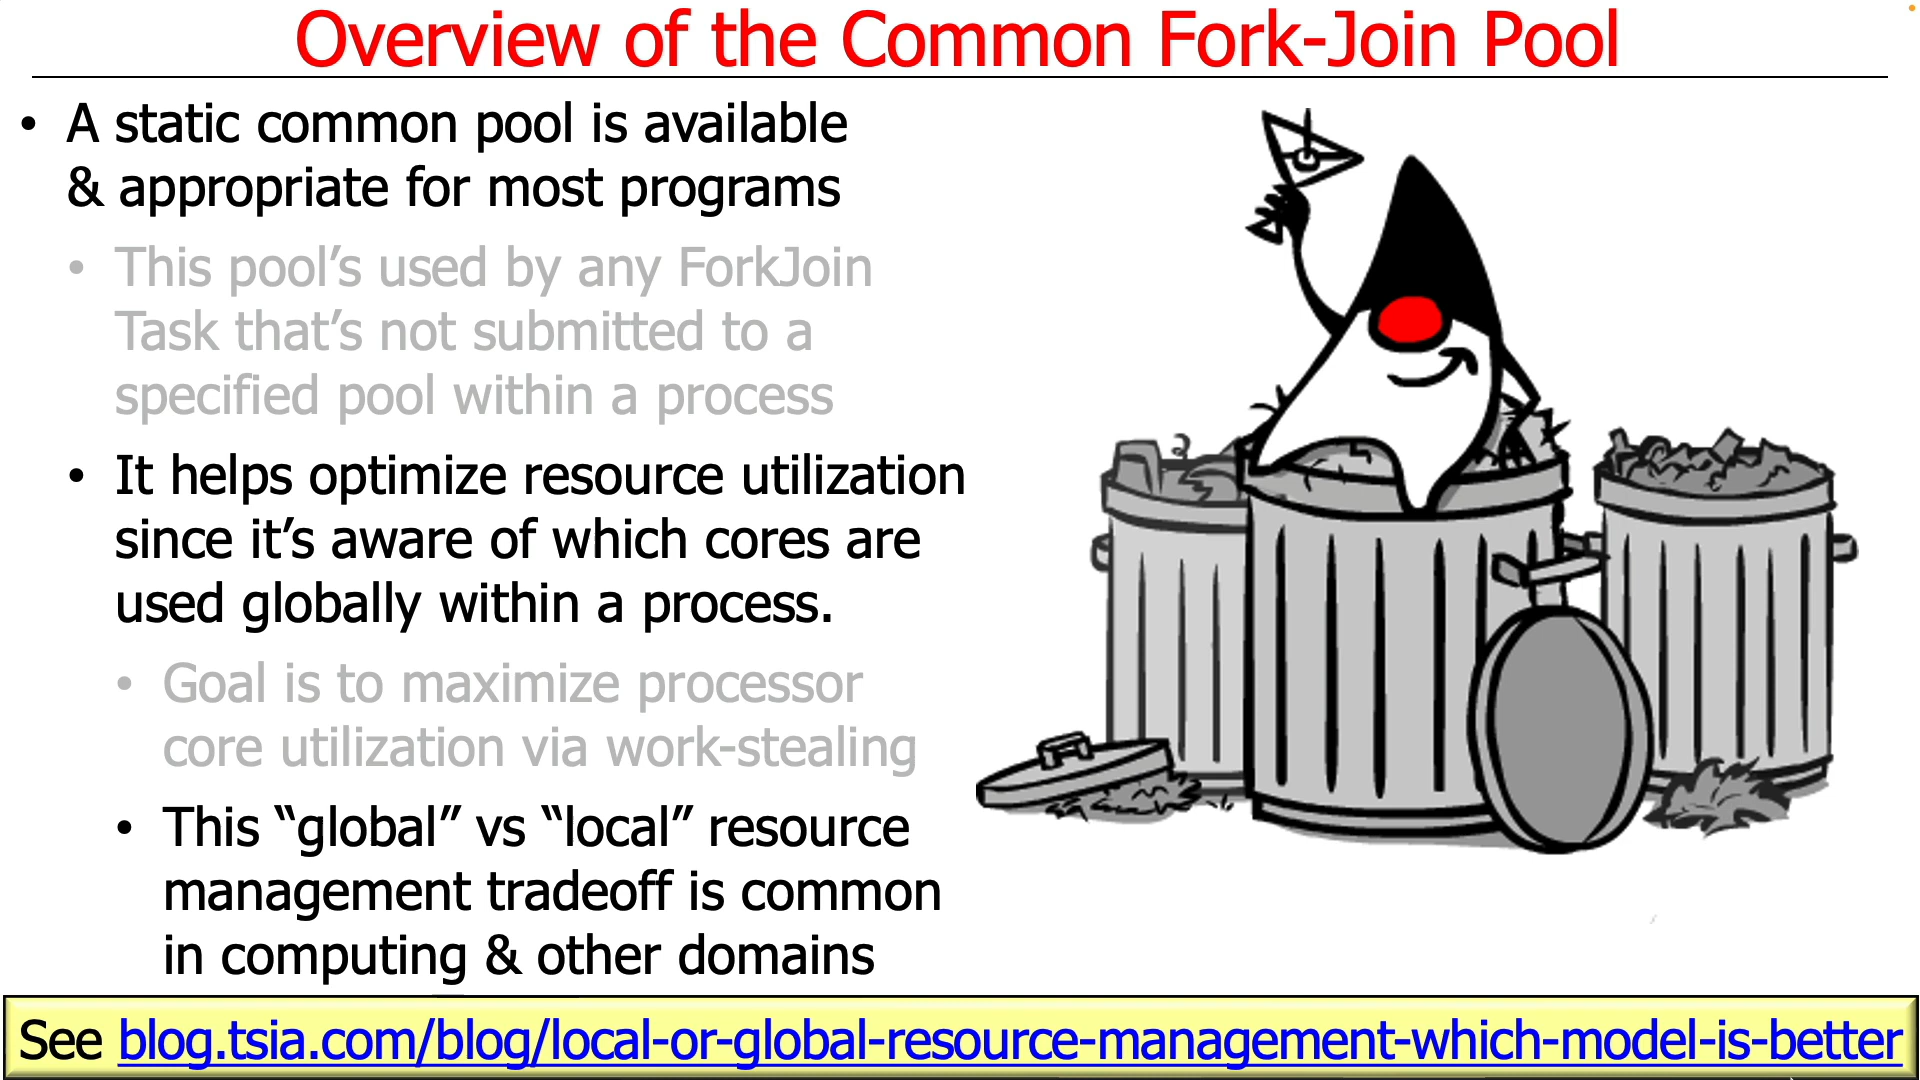 Overview of the Common Fork-Join Pool
• A static common pool is available
& appropriate for most programs
• This pool’s used by any ForkJoin
Task that’s not submitted to a
specified pool within a process
• It helps optimize resource utilization
since it’s aware of which cores are
used globally within a process.
• Goal is to maximize processor
core utilization via work-stealing
• This “global” vs “local” resource
management tradeoff is common
in computing & other domains
See blog.tsia.com/blog/local-or-global-resource-management-which-model-is-better